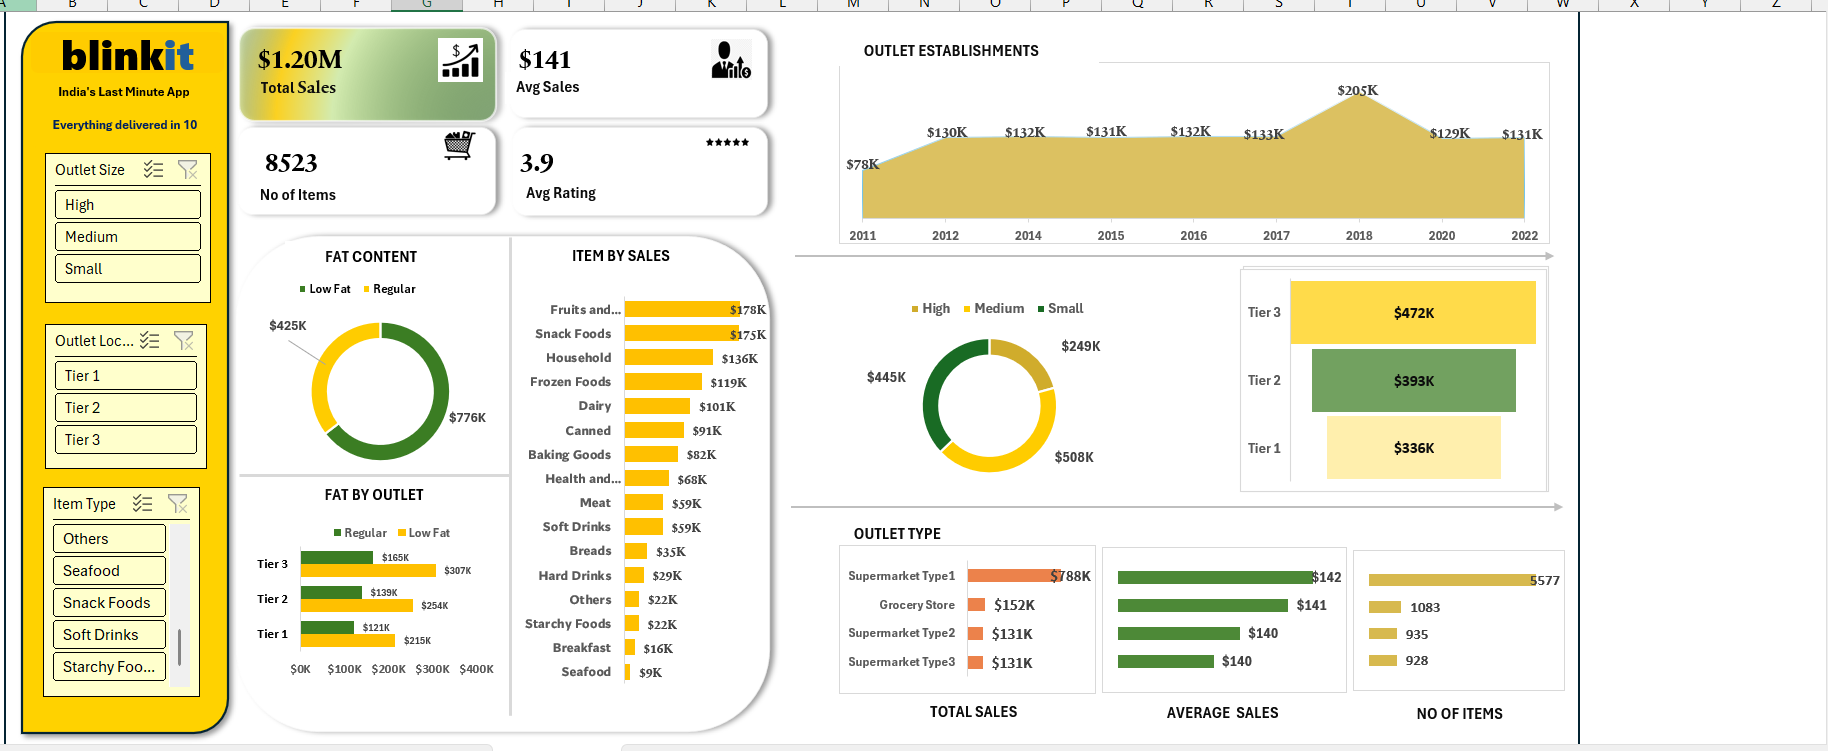 A B C D E F G H I J K L M N O P Q R S T U V W X Y Z
blinkit
India's Last Minute App
Everything delivered in 10
Outlet Size
High
Medium
Small
Outlet Loc...
Tier 1
Tier 2
Tier 3
Item Type
Others
Seafood
Snack Foods
Soft Drinks
Starchy Foo...
$1.20M
Total Sales
$141
Avg Sales
8523
No of Items
★★★★★
3.9
Avg Rating
FAT CONTENT
Low Fat Regular
$425K
$776K
FAT BY OUTLET
Regular Low Fat
Tier 3 $165K
$307K
Tier 2 $139K
$254K
Tier 1 $121K
$215K
$0K $100K $200K $300K $400K
ITEM BY SALES
Fruits and... $178K
Snack Foods $175K
Household $136K
Frozen Foods $119K
Dairy $101K
Canned $91K
Baking Goods $82K
Health and... $68K
Meat $59K
Soft Drinks $59K
Breads $35K
Hard Drinks $29K
Others $22K
Starchy Foods $22K
Breakfast $16K
Seafood $9K
OUTLET ESTABLISHMENTS
$78K $130K $132K $131K $132K $133K $205K $129K $131K
2011 2012 2014 2015 2016 2017 2018 2020 2022
High Medium Small
$249K
$445K
$508K
Tier 3 $472K
Tier 2 $393K
Tier 1 $336K
OUTLET TYPE
Supermarket Type1 $788K
Grocery Store $152K
Supermarket Type2 $131K
Supermarket Type3 $131K
TOTAL SALES
$142
$141
$140
$140
AVERAGE SALES
5577
1083
935
928
NO OF ITEMS